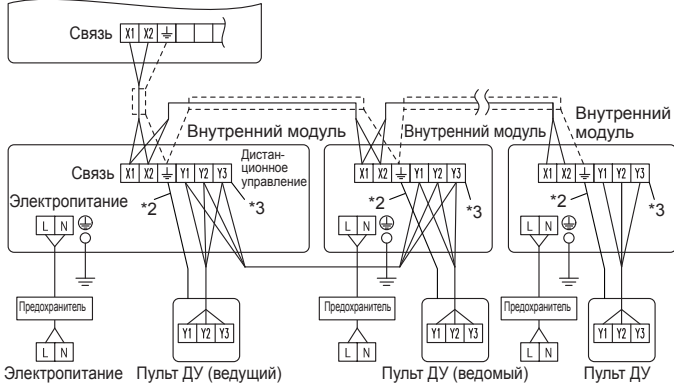 Связь X1 X2
Внутренний модуль
Внутренний модуль
Внутренний
модуль
Связь X1 X2 Y1 Y2 Y3
Дистан-
ционное
управление
X1 X2 Y1 Y2 Y3
X1 X2 Y1 Y2 Y3
*2 *3 *2 *3 *2 *3
Электропитание
L N L N L N
Предохранитель Предохранитель Предохранитель
Y1 Y2 Y3 Y1 Y2 Y3 Y1 Y2 Y3
L N L N L N
Электропитание Пульт ДУ (ведущий) Пульт ДУ (ведомый) Пульт ДУ